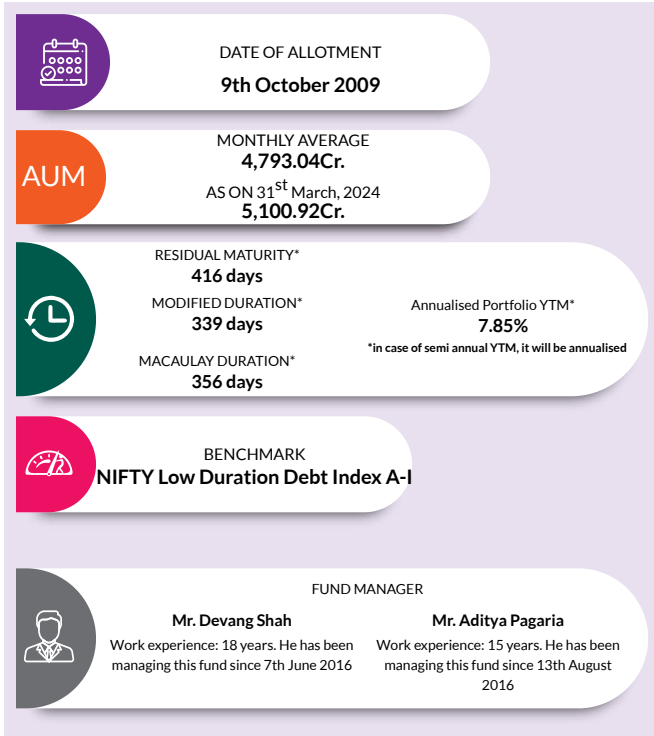 DATE OF ALLOTMENT
9th October 2009
AUM
MONTHLY AVERAGE
4,793.04Cr.
AS ON 31st March, 2024
5,100.92Cr.
RESIDUAL MATURITY*
416 days
MODIFIED DURATION*
339 days
MACAULAY DURATION*
356 days
Annualised Portfolio YTM*
7.85%
*in case of semi annual YTM, it will be annualised
BENCHMARK
NIFTY Low Duration Debt Index A-I
FUND MANAGER
Mr. Devang Shah
Work experience: 18 years. He has been
managing this fund since 7th June 2016
Mr. Aditya Pagaria
Work experience: 15 years. He has been
managing this fund since 13th August
2016